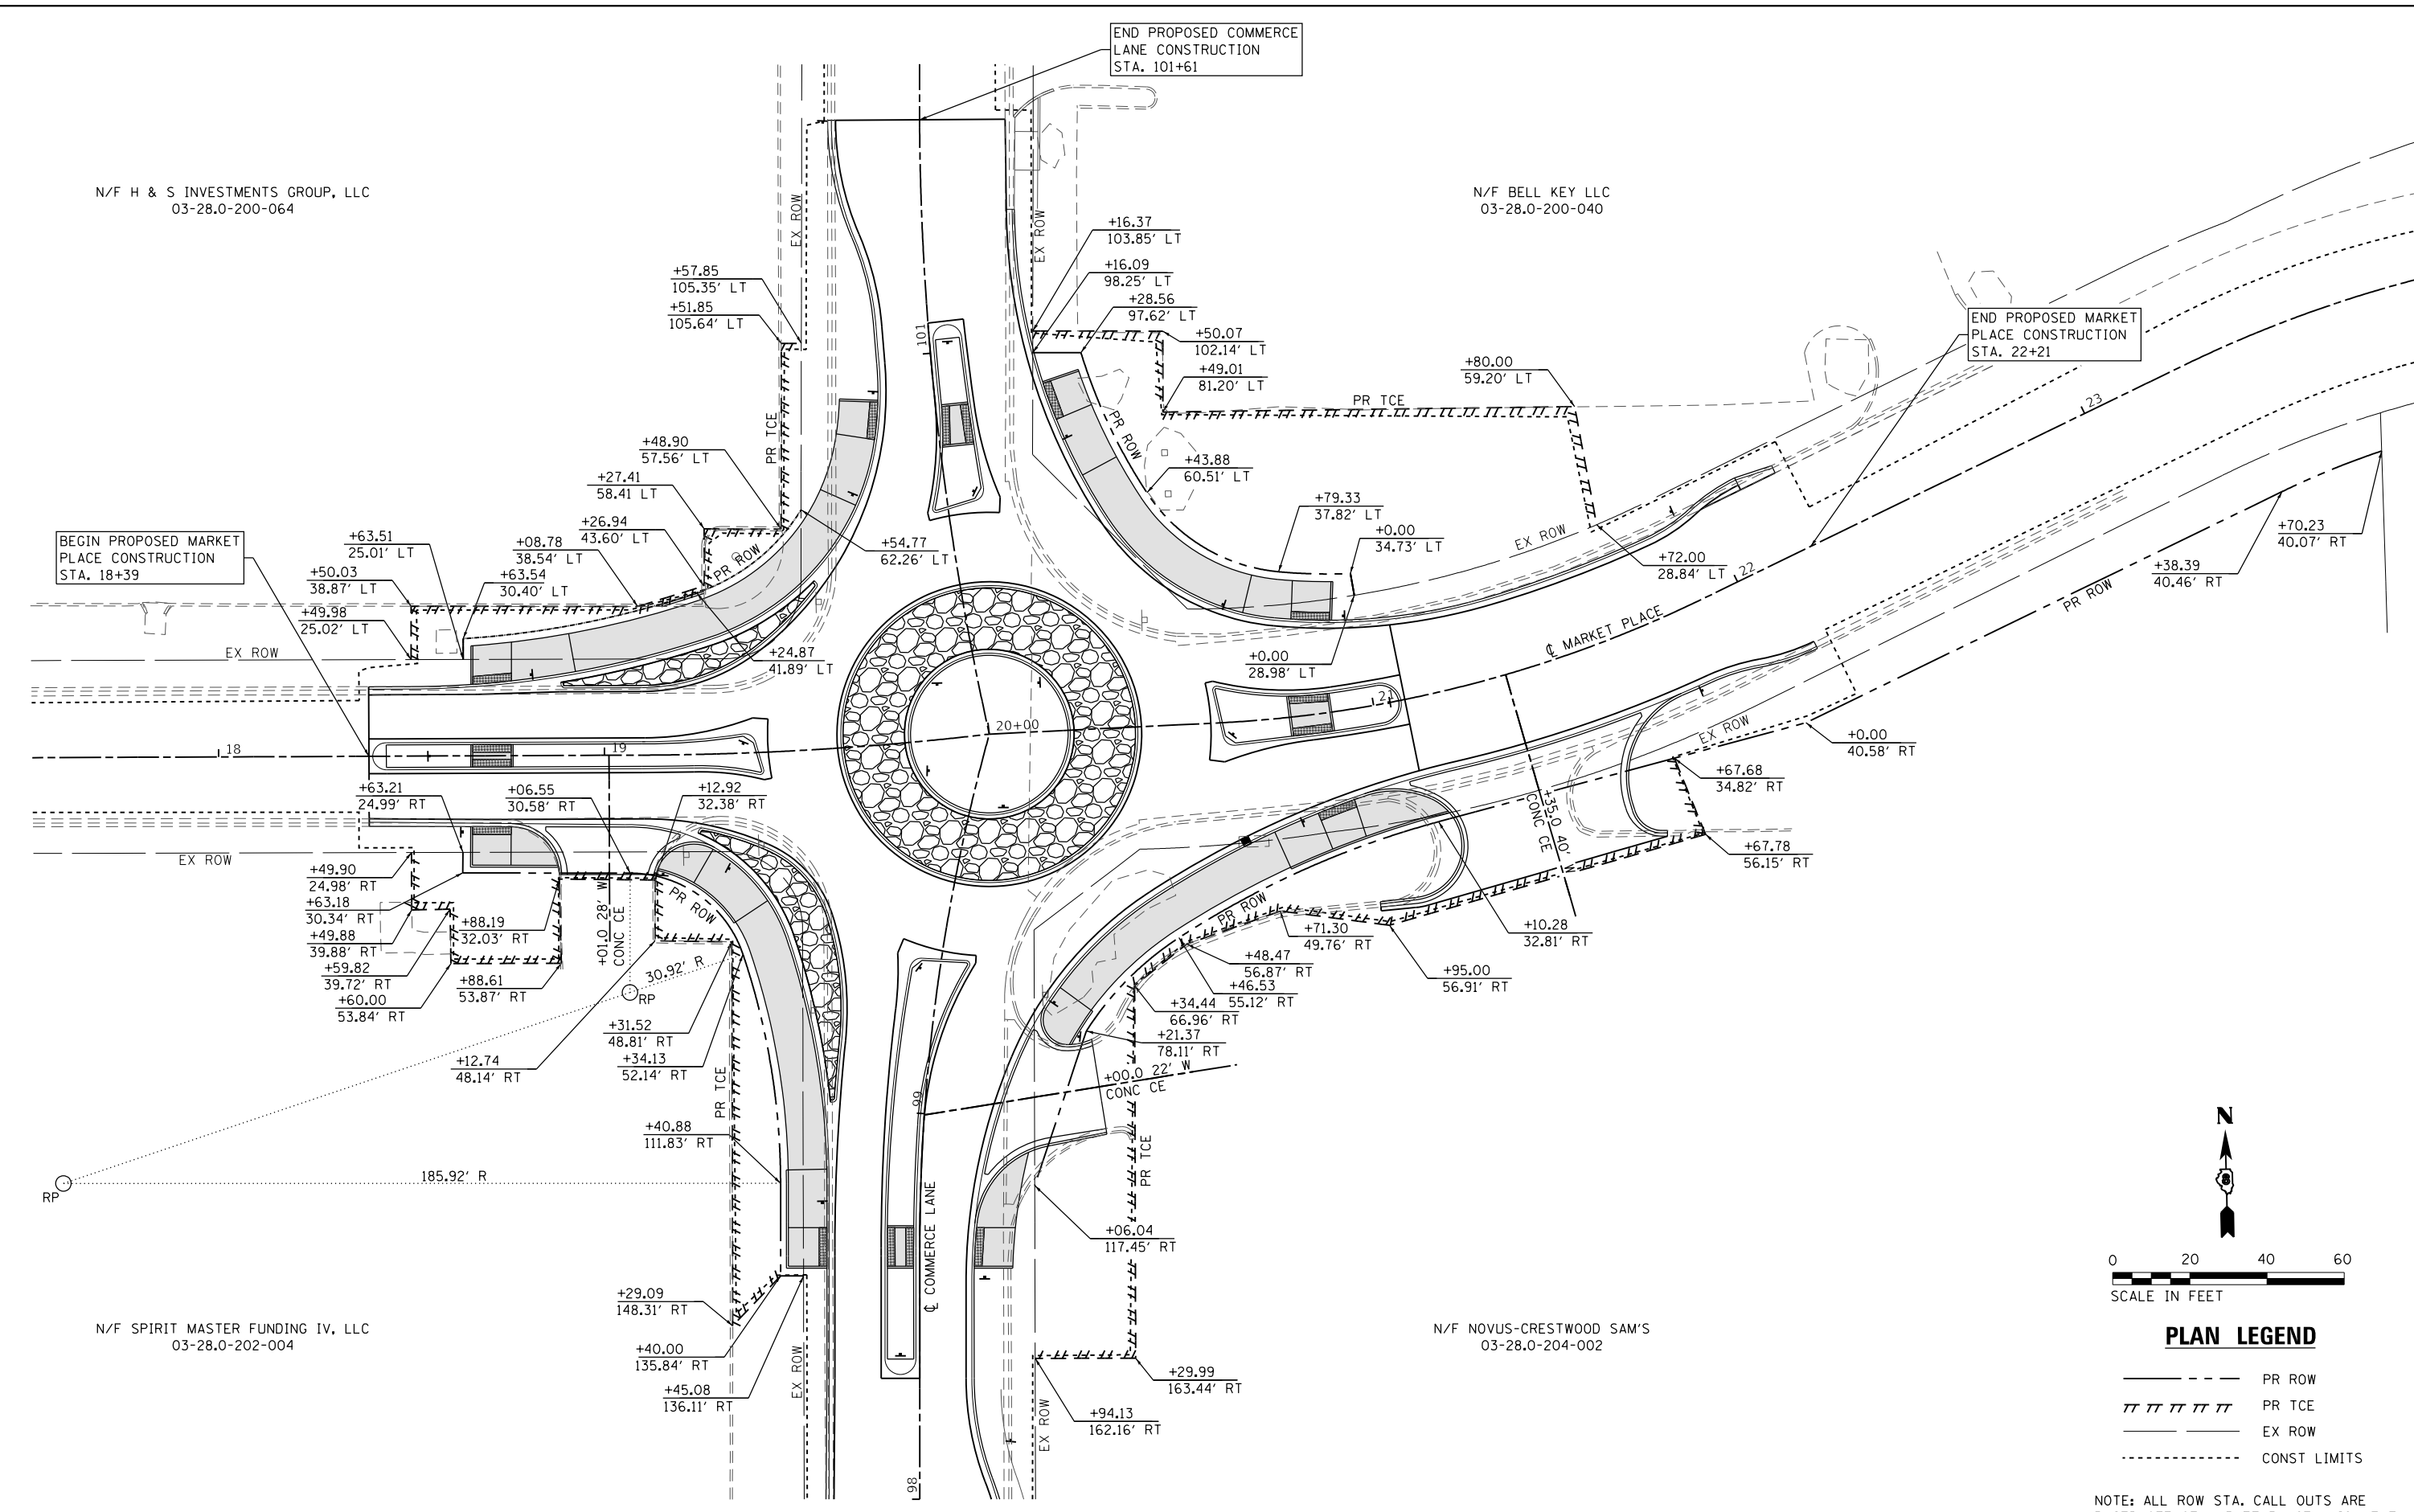 END PROPOSED COMMERCE
LANE CONSTRUCTION
STA. 101+61
N/F H & S INVESTMENTS GROUP, LLC
03-28.0-200-064
N/F BELL KEY LLC
03-28.0-200-040
EX ROW
EX ROW
+16.37
103.85' LT
+16.09
98.25' LT
+28.56
97.62' LT
+57.85
105.35' LT
+51.85
105.64' LT
101
+50.07
102.14' LT
+49.01
81.20' LT
+80.00
59.20' LT
PR TCE
PR TCE
PR ROW
END PROPOSED MARKET
PLACE CONSTRUCTION
STA. 22+21
23
+48.90
57.56' LT
+27.41
58.41 LT
+26.94
43.60' LT
+43.88
60.51' LT
+79.33
37.82' LT
+0.00
34.73' LT
EX ROW
+72.00
28.84' LT
22
BEGIN PROPOSED MARKET
PLACE CONSTRUCTION
STA. 18+39
+63.51
25.01' LT
+08.78
38.54' LT
+50.03
38.87' LT
+63.54
30.40' LT
+49.98
25.02' LT
PR ROW
+54.77
62.26' LT
+70.23
40.07' RT
+38.39
40.46' RT
PR ROW
EX ROW
+24.87
41.89' LT
+0.00
28.98' LT
℄ MARKET PLACE
18
19
20+00
21
EX ROW
+0.00
40.58' RT
+67.68
34.82' RT
+67.78
56.15' RT
+35.0 40'
CONC CE
+63.21
24.99' RT
+06.55
30.58' RT
+12.92
32.38' RT
EX ROW
+49.90
24.98' RT
+63.18
30.34' RT
+49.88
39.88' RT
+59.82
39.72' RT
+60.00
53.84' RT
+88.19
32.03' RT
+88.61
53.87' RT
+01.0 28' W
CONC CE
PR ROW
30.92' R
RP
+31.52
48.81' RT
+34.13
52.14' RT
+12.74
48.14' RT
PR ROW
+71.30
49.76' RT
+10.28
32.81' RT
+95.00
56.91' RT
+48.47
56.87' RT
+46.53
55.12' RT
+34.44
66.96' RT
+21.37
78.11' RT
+00.0 22' W
CONC CE
PR TCE
99
+40.88
111.83' RT
PR TCE
185.92' R
RP
+06.04
117.45' RT
℄ COMMERCE LANE
+29.09
148.31' RT
+40.00
135.84' RT
+45.08
136.11' RT
EX ROW
EX ROW
+29.99
163.44' RT
+94.13
162.16' RT
98
N/F SPIRIT MASTER FUNDING IV, LLC
03-28.0-202-004
N/F NOVUS-CRESTWOOD SAM'S
03-28.0-204-002
N
0 20 40 60
SCALE IN FEET
PLAN LEGEND
PR ROW
PR TCE
EX ROW
CONST LIMITS
NOTE: ALL ROW STA. CALL OUTS ARE